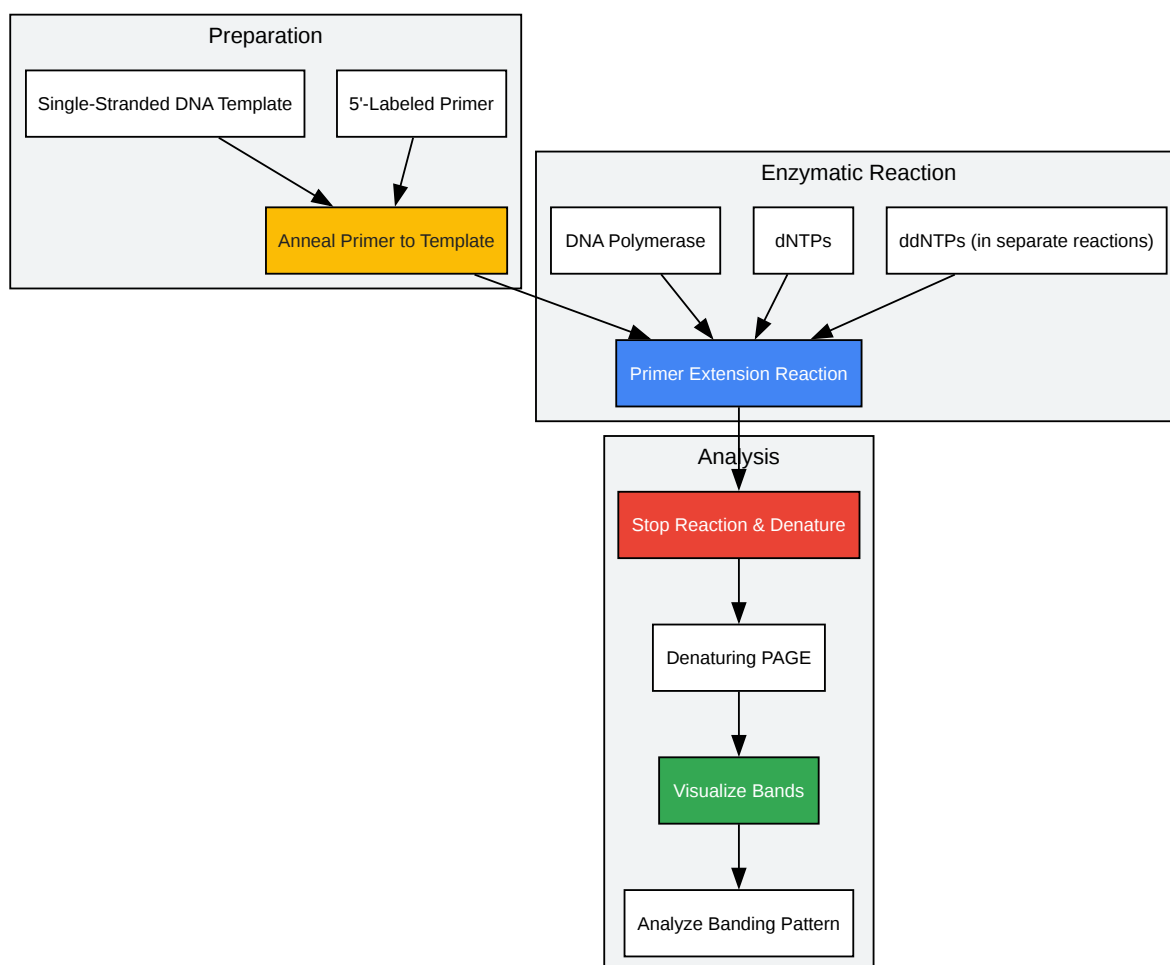 Preparation
Single-Stranded DNA Template
5'-Labeled Primer
Anneal Primer to Template
Enzymatic Reaction
DNA Polymerase
dNTPs
ddNTPs (in separate reactions)
Primer Extension Reaction
Analysis
Stop Reaction & Denature
Denaturing PAGE
Visualize Bands
Analyze Banding Pattern